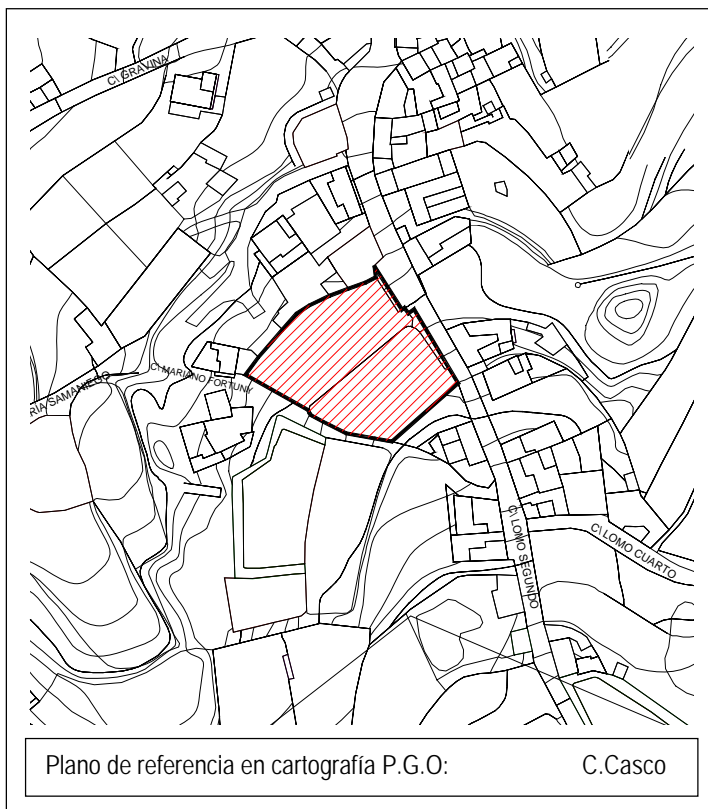 C\ GRAVINA
C\ MARIANO FORTUNY
RIA SAMANIEGO
C\ LOMO SEGUNDO
C\ LOMO CUARTO
Plano de referencia en cartografía P.G.O: C.Casco